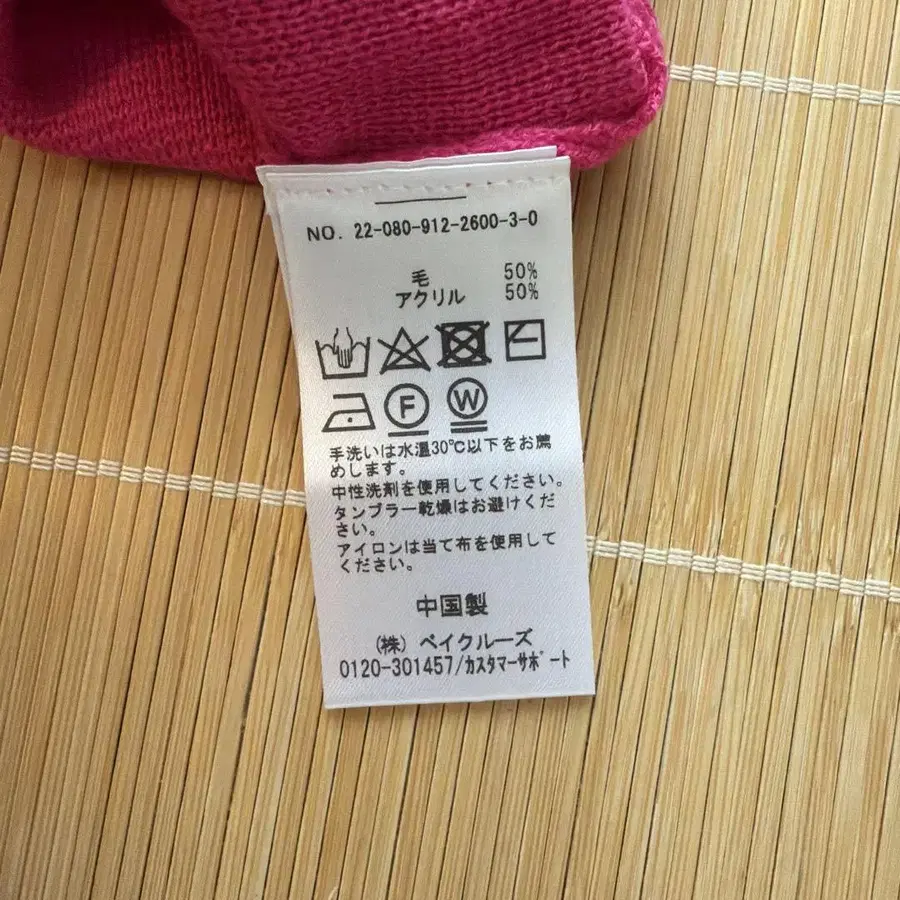 NO. 22-080-912-2600-3-0
毛 50%
アクリル 50%
F W
手洗いは水温30℃以下をお薦
めします。
中性洗剤を使用してください。
タンブラー乾燥はお避けくだ
さい。
アイロンは当て布を使用して
ください。
中国製
(株) ベイクルーズ
0120-301457/カスタマーサポート